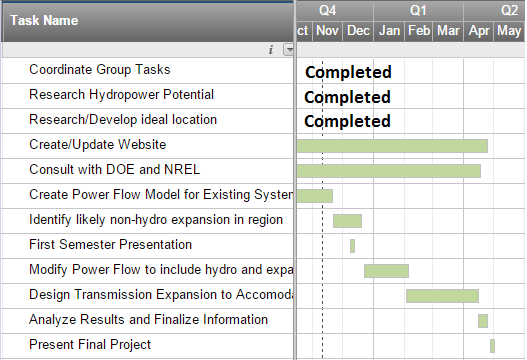 Task Name
Q4 Q1 Q2
ct Nov Dec Jan Feb Mar Apr May
i
Coordinate Group Tasks Completed
Research Hydropower Potential Completed
Research/Develop ideal location Completed
Create/Update Website
Consult with DOE and NREL
Create Power Flow Model for Existing System
Identify likely non-hydro expansion in region
First Semester Presentation
Modify Power Flow to include hydro and expa
Design Transmission Expansion to Accomoda
Analyze Results and Finalize Information
Present Final Project